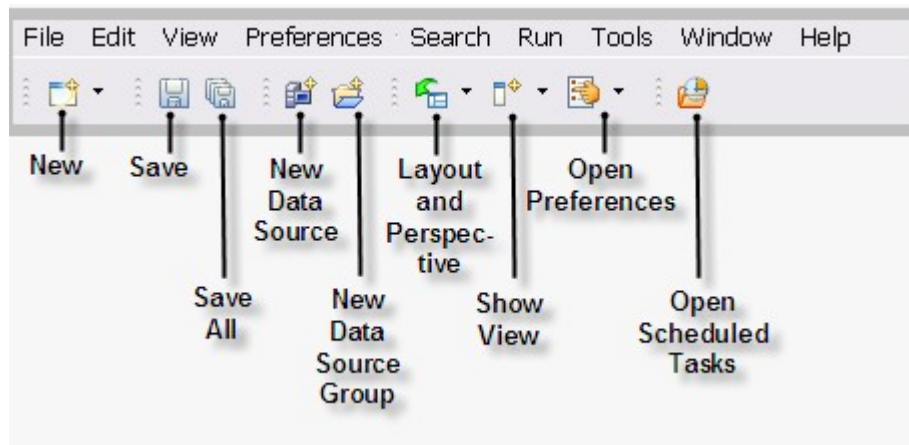 File Edit View Preferences Search Run Tools Window Help
New
Save
New
Data
Source
Layout
and
Perspec-
tive
Open
Preferences
Save
All
New
Data
Source
Group
Show
View
Open
Scheduled
Tasks